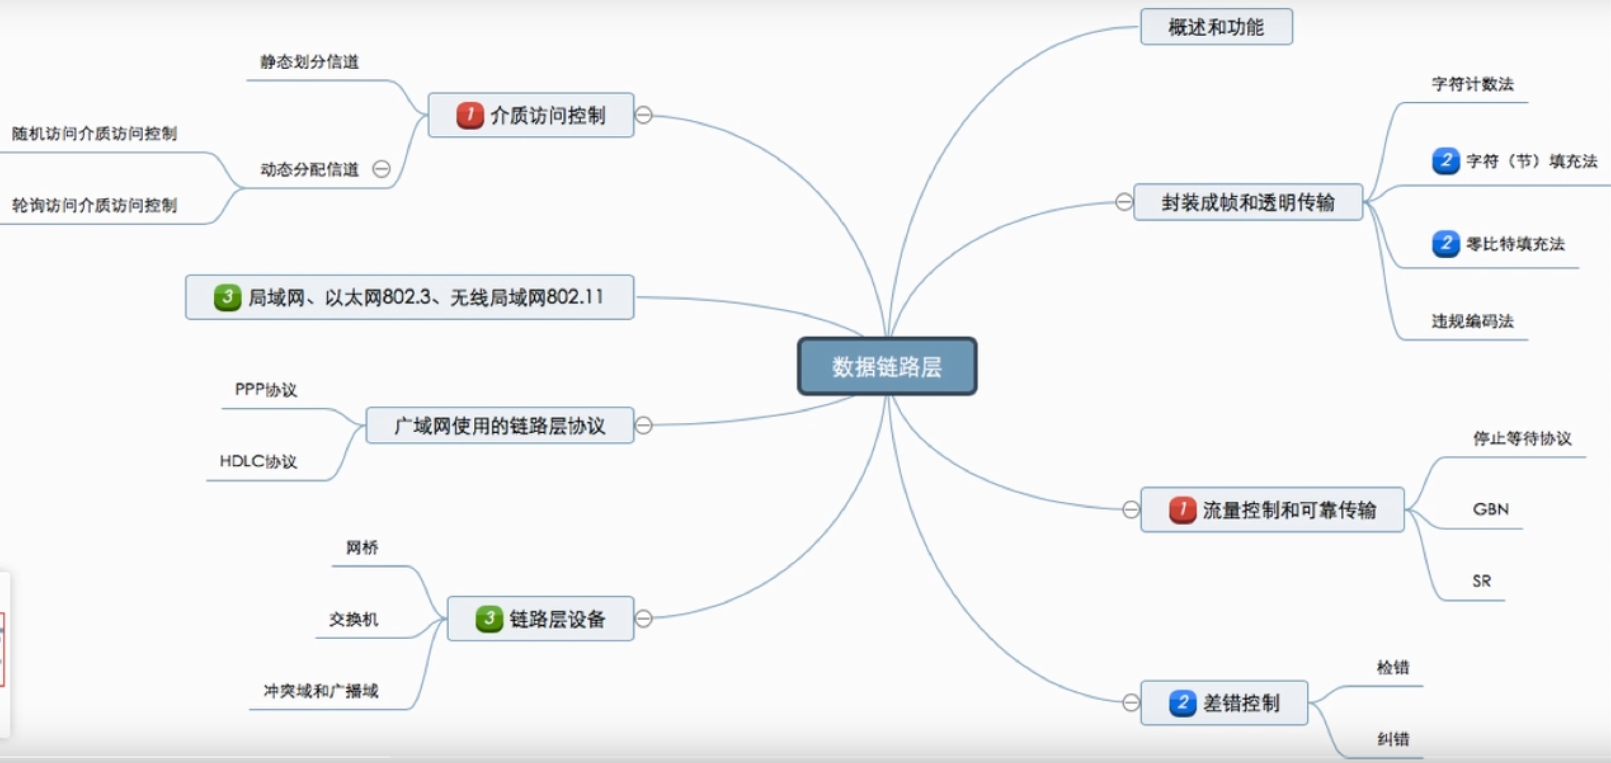 概述和功能
静态划分信道
字符计数法
1 介质访问控制
随机访问介质访问控制
2 字符（节）填充法
动态分配信道
轮询访问介质访问控制
封装成帧和透明传输
2 零比特填充法
3 局域网、以太网802.3、无线局域网802.11
违规编码法
数据链路层
PPP协议
广域网使用的链路层协议
HDLC协议
停止等待协议
1 流量控制和可靠传输
GBN
SR
网桥
3 链路层设备
交换机
冲突域和广播域
检错
2 差错控制
纠错